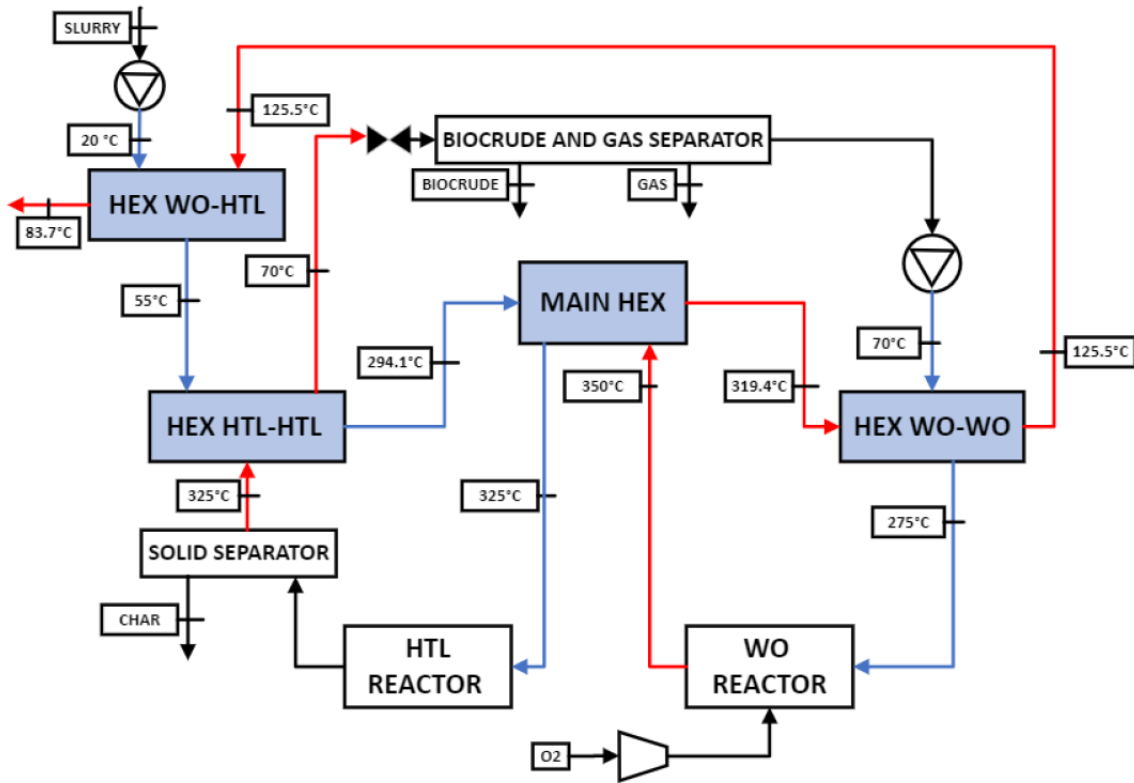 SLURRY
20 °C
125.5°C
BIOCRUDE AND GAS SEPARATOR
BIOCRUDE
GAS
HEX WO-HTL
83.7°C
55°C
70°C
MAIN HEX
294.1°C
350°C
319.4°C
70°C
125.5°C
HEX HTL-HTL
HEX WO-WO
325°C
325°C
275°C
SOLID SEPARATOR
CHAR
HTL
REACTOR
WO
REACTOR
O2